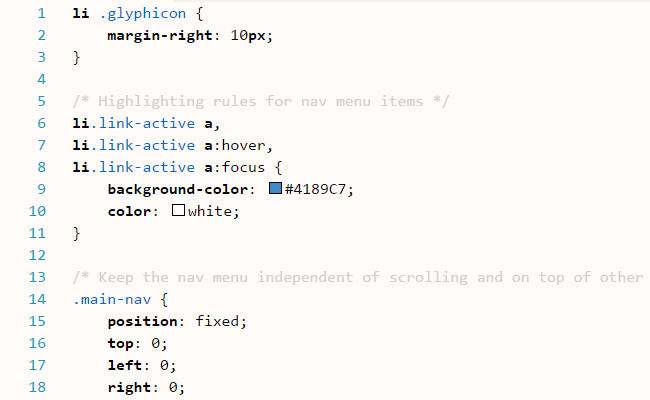 1 li .glyphicon {
2     margin-right: 10px;
3 }
4
5 /* Highlighting rules for nav menu items */
6 li.link-active a,
7 li.link-active a:hover,
8 li.link-active a:focus {
9     background-color: #4189C7;
10     color: white;
11 }
12
13 /* Keep the nav menu independent of scrolling and on top of other
14 .main-nav {
15     position: fixed;
16     top: 0;
17     left: 0;
18     right: 0;